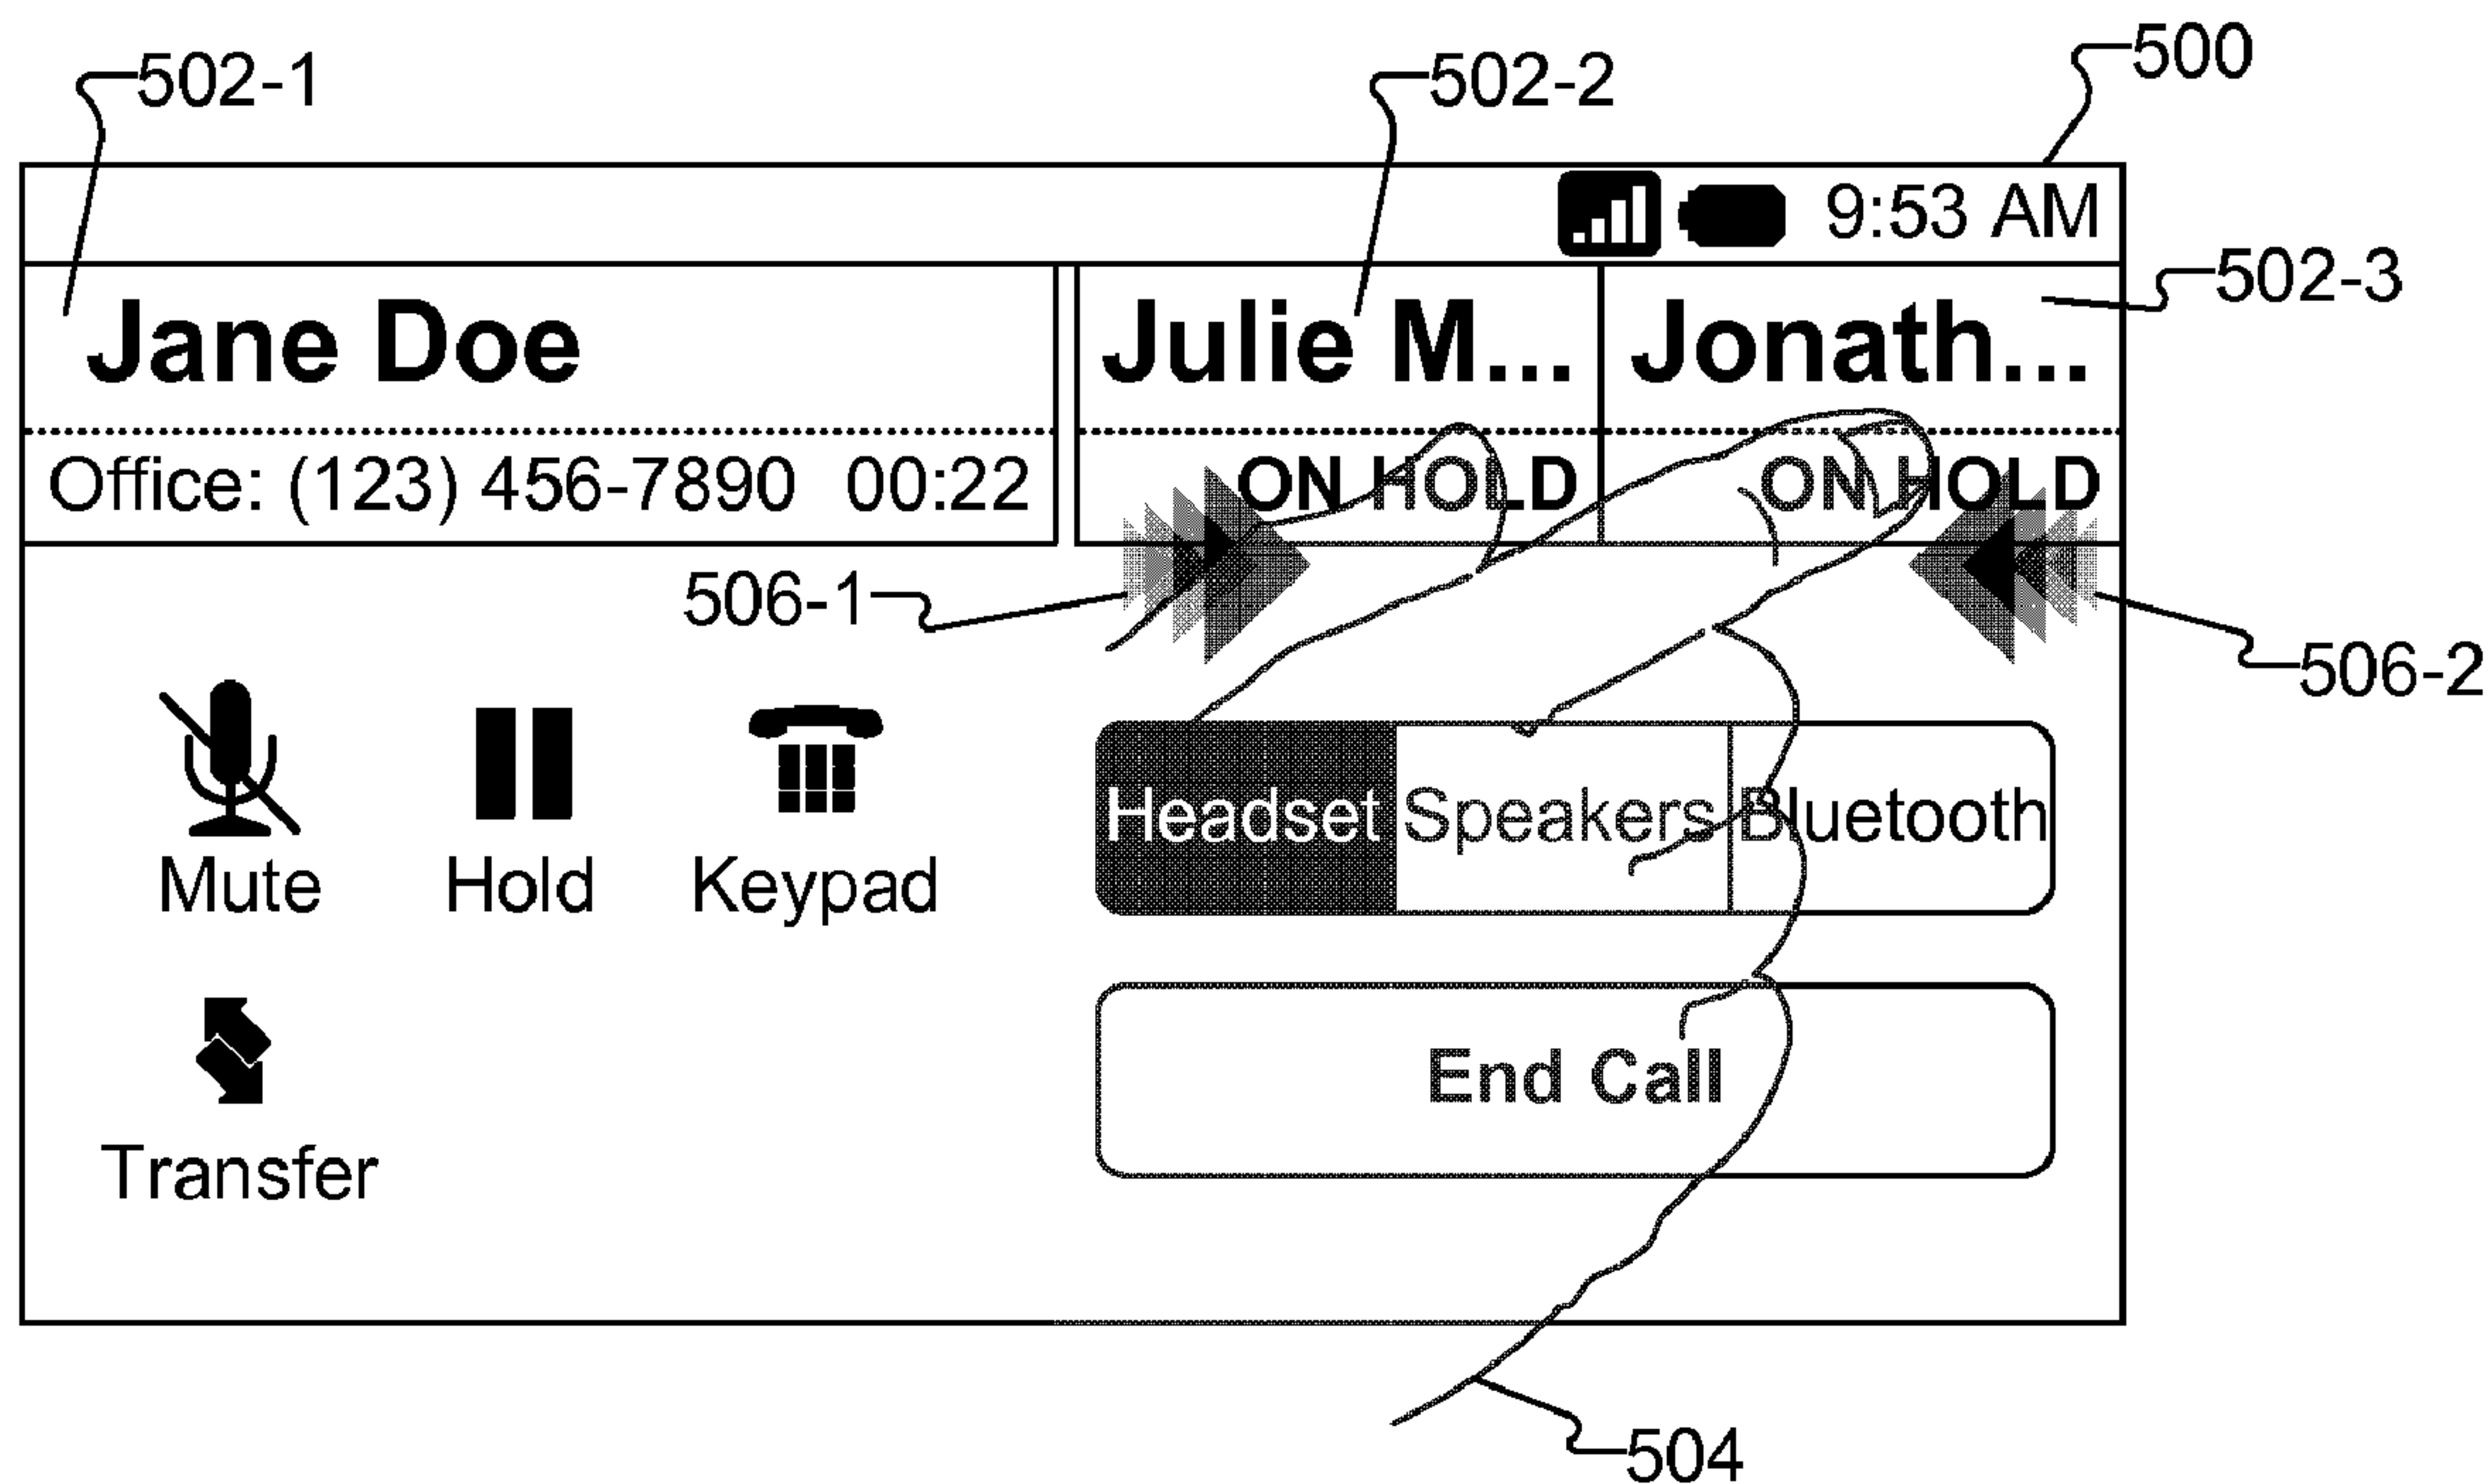 500
502-1
502-2
9:53 AM
502-3
Jane Doe
Julie M...
Jonath...
Office: (123) 456-7890 00:22
ON HOLD
ON HOLD
506-1
506-2
Headset
Speakers
Bluetooth
Mute
Hold
Keypad
End Call
Transfer
504